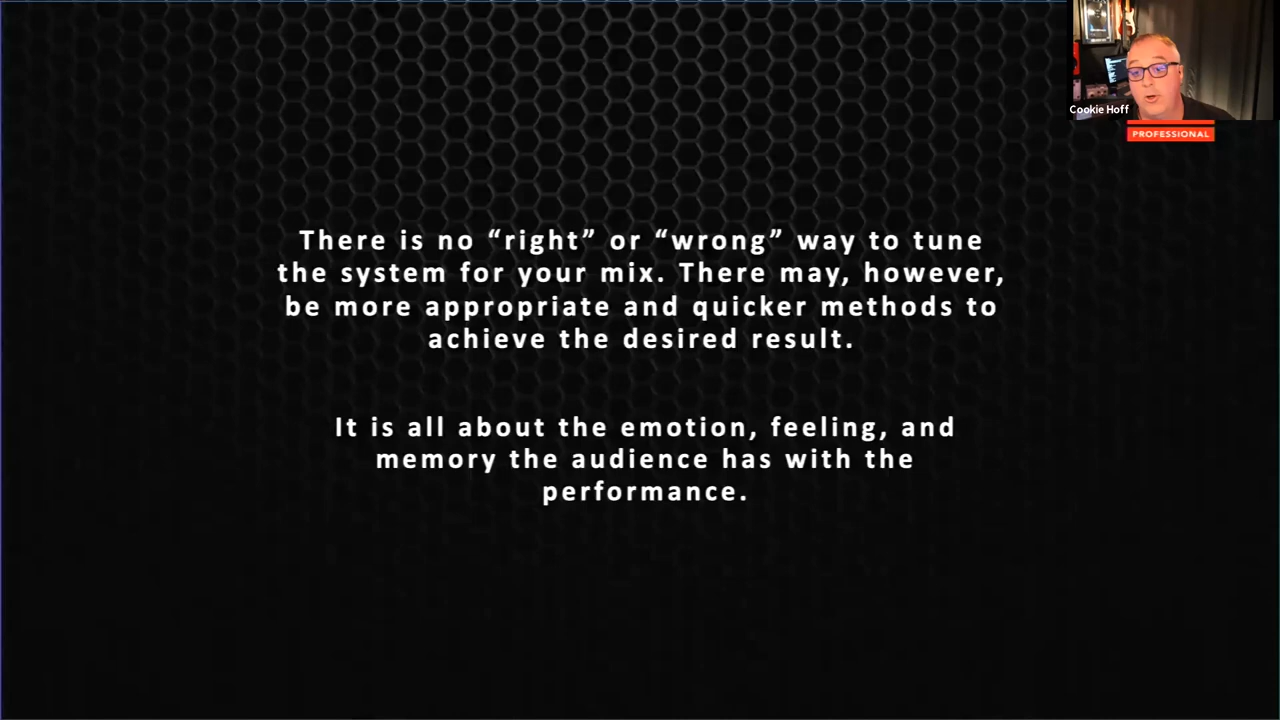 Cookie Hoff
PROFESSIONAL
There is no “right” or “wrong” way to tune
the system for your mix. There may, however,
be more appropriate and quicker methods to
achieve the desired result.
It is all about the emotion, feeling, and
memory the audience has with the
performance.